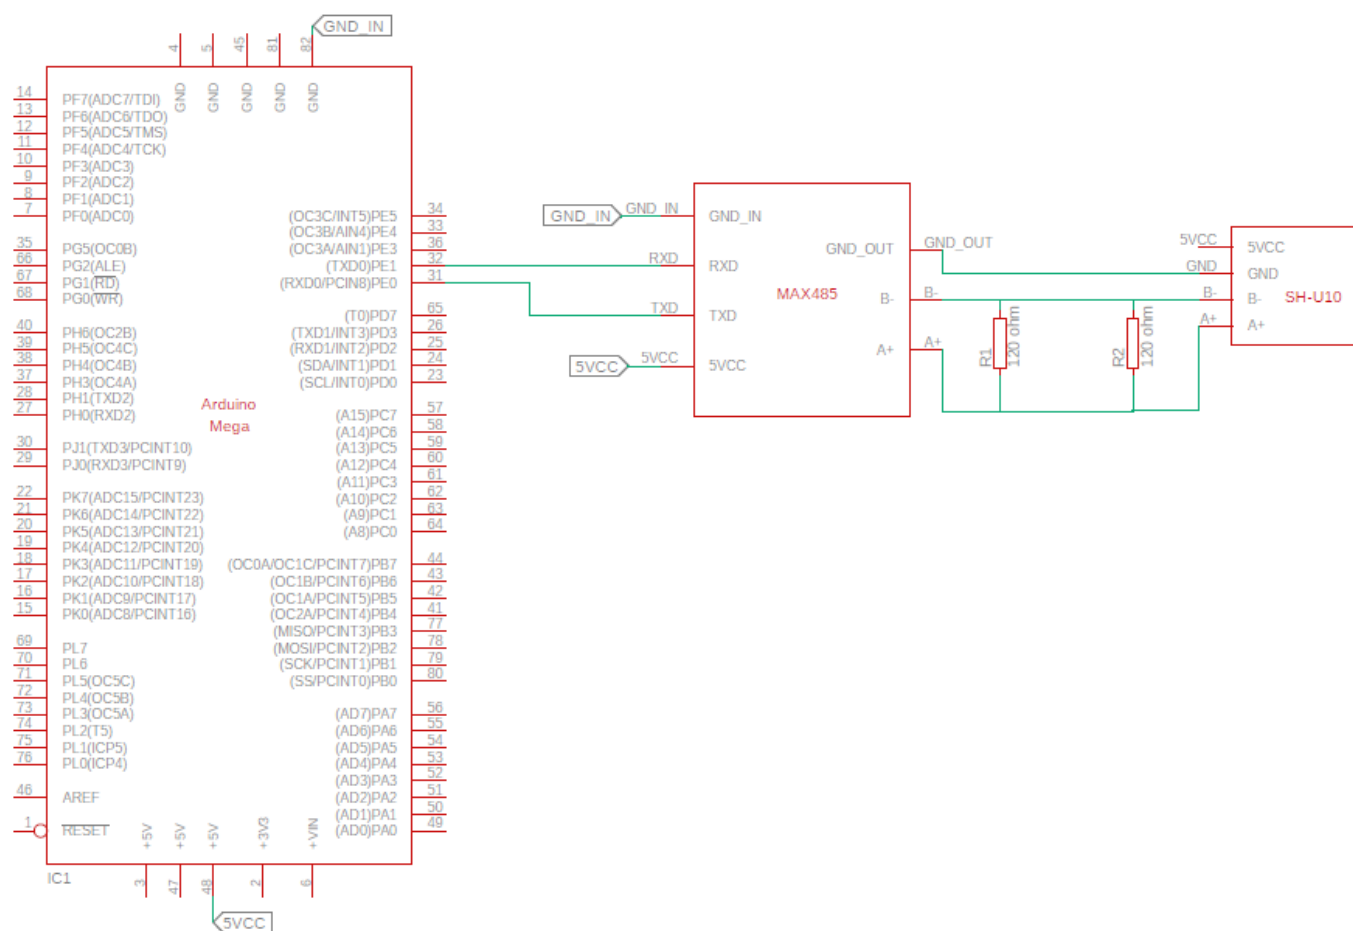 GND_IN
4
5
45
81
82
GND
GND
GND
GND
GND
14 PF7(ADC7/TDI)
13 PF6(ADC6/TDO)
12 PF5(ADC5/TMS)
11 PF4(ADC4/TCK)
10 PF3(ADC3)
9 PF2(ADC2)
8 PF1(ADC1)
7 PF0(ADC0)
35 PG5(OC0B)
66 PG2(ALE)
67 PG1(RD)
68 PG0(WR)
40 PH6(OC2B)
39 PH5(OC4C)
38 PH4(OC4B)
37 PH3(OC4A)
28 PH1(TXD2)
27 PH0(RXD2)
30 PJ1(TXD3/PCINT10)
29 PJ0(RXD3/PCINT9)
22 PK7(ADC15/PCINT23)
21 PK6(ADC14/PCINT22)
20 PK5(ADC13/PCINT21)
19 PK4(ADC12/PCINT20)
18 PK3(ADC11/PCINT19)
17 PK2(ADC10/PCINT18)
16 PK1(ADC9/PCINT17)
15 PK0(ADC8/PCINT16)
69 PL7
70 PL6
71 PL5(OC5C)
72 PL4(OC5B)
73 PL3(OC5A)
74 PL2(T5)
75 PL1(ICP5)
76 PL0(ICP4)
46 AREF
1 RESET
Arduino
Mega
(OC3C/INT5)PE5 34
(OC3B/AIN4)PE4 33
(OC3A/AIN1)PE3 36
(TXD0)PE1 32
(RXD0/PCIN8)PE0 31
(T0)PD7 65
(TXD1/INT3)PD3 26
(RXD1/INT2)PD2 25
(SDA/INT1)PD1 24
(SCL/INT0)PD0 23
(A15)PC7 57
(A14)PC6 58
(A13)PC5 59
(A12)PC4 60
(A11)PC3 61
(A10)PC2 62
(A9)PC1 63
(A8)PC0 64
(OC0A/OC1C/PCINT7)PB7 44
(OC1B/PCINT6)PB6 43
(OC1A/PCINT5)PB5 42
(OC2A/PCINT4)PB4 41
(MISO/PCINT3)PB3 77
(MOSI/PCINT2)PB2 78
(SCK/PCINT1)PB1 79
(SS/PCINT0)PB0 80
(AD7)PA7 56
(AD6)PA6 55
(AD5)PA5 54
(AD4)PA4 53
(AD3)PA3 52
(AD2)PA2 51
(AD1)PA1 50
(AD0)PA0 49
+5V
+5V
+5V
+3V3
+VIN
IC1
3
47
48
2
6
5VCC
GND_IN GND_IN GND_IN
RXD RXD
TXD TXD
5VCC 5VCC 5VCC
MAX485
GND_OUT GND_OUT
B- B-
A+ A+
R1
120 ohm
R2
120 ohm
5VCC 5VCC
GND GND
B- B-
A+ A+
SH-U10